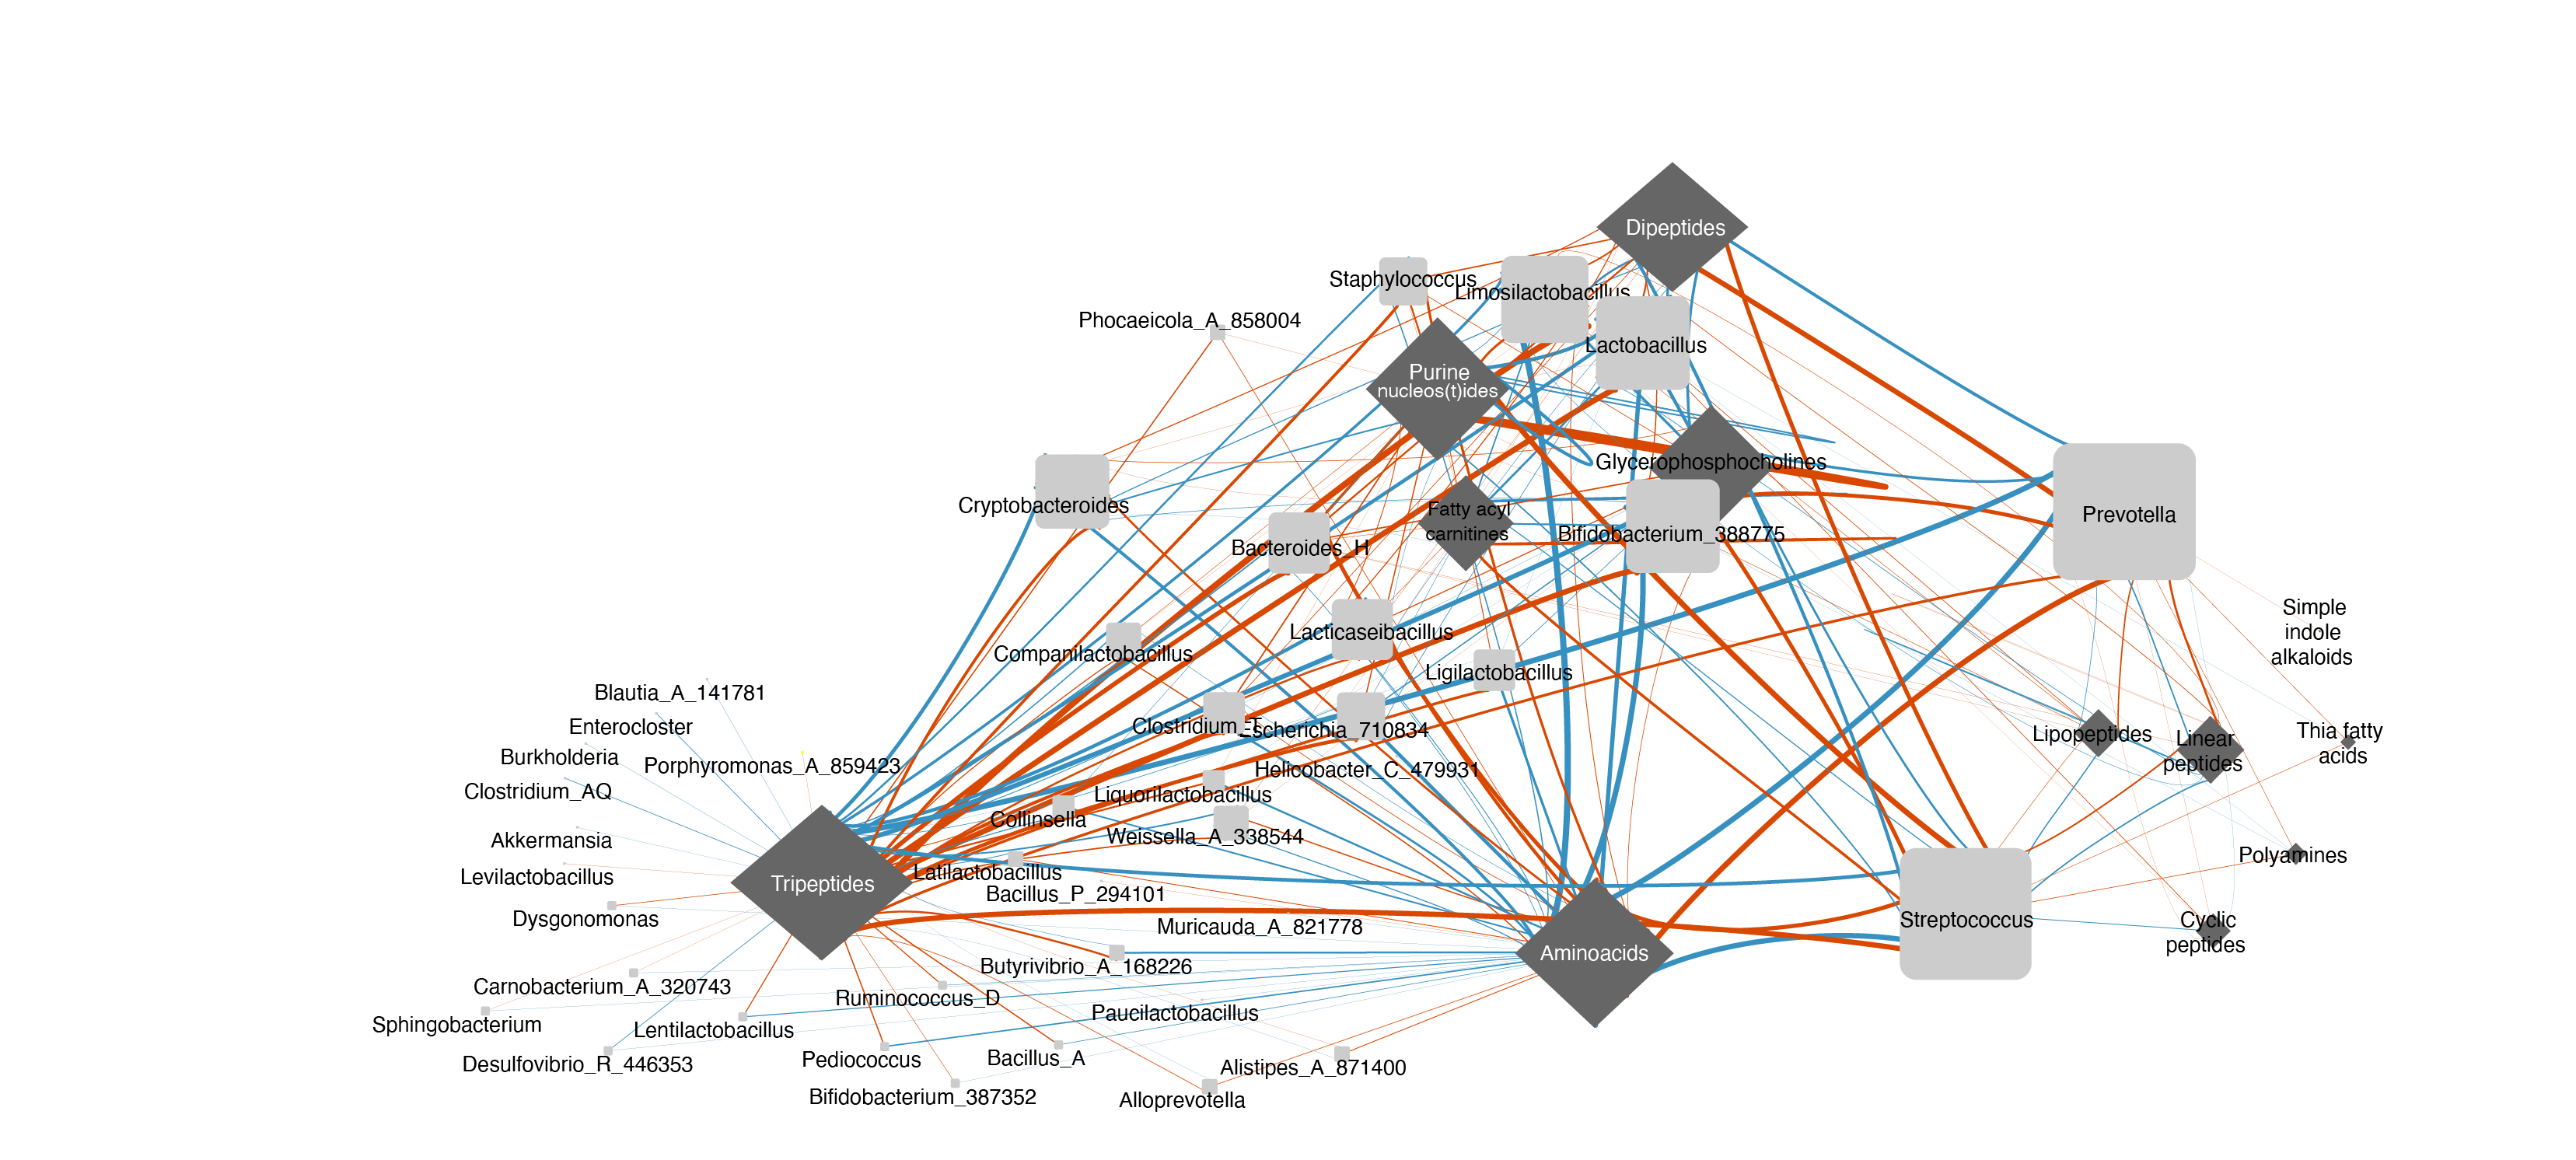 Dipeptides
Staphylococcus
Limosilactobacillus
Phocaeicola_A_858004
Lactobacillus
Purine
nucleos(t)ides
Glycerophosphocholines
Cryptobacteroides
Fatty acyl
carnitines
Prevotella
Bifidobacterium_388775
Bacteroides_H
Simple
indole
alkaloids
Lacticaseibacillus
Companilactobacillus
Ligilactobacillus
Blautia_A_141781
Enterocloster
Clostridium_T
Escherichia_710834
Lipopeptides
Linear
peptides
Thia fatty
acids
Burkholderia
Porphyromonas_A_859423
Helicobacter_C_479931
Clostridium_AQ
Liquorilactobacillus
Collinsella
Weissella_A_338544
Akkermansia
Polyamines
Levilactobacillus
Tripeptides
Latilactobacillus
Bacillus_P_294101
Dysgonomonas
Muricauda_A_821778
Streptococcus
Cyclic
peptides
Aminoacids
Butyrivibrio_A_168226
Carnobacterium_A_320743
Ruminococcus_D
Paucilactobacillus
Sphingobacterium
Lentilactobacillus
Desulfovibrio_R_446353
Pediococcus
Bacillus_A
Alistipes_A_871400
Bifidobacterium_387352
Alloprevotella